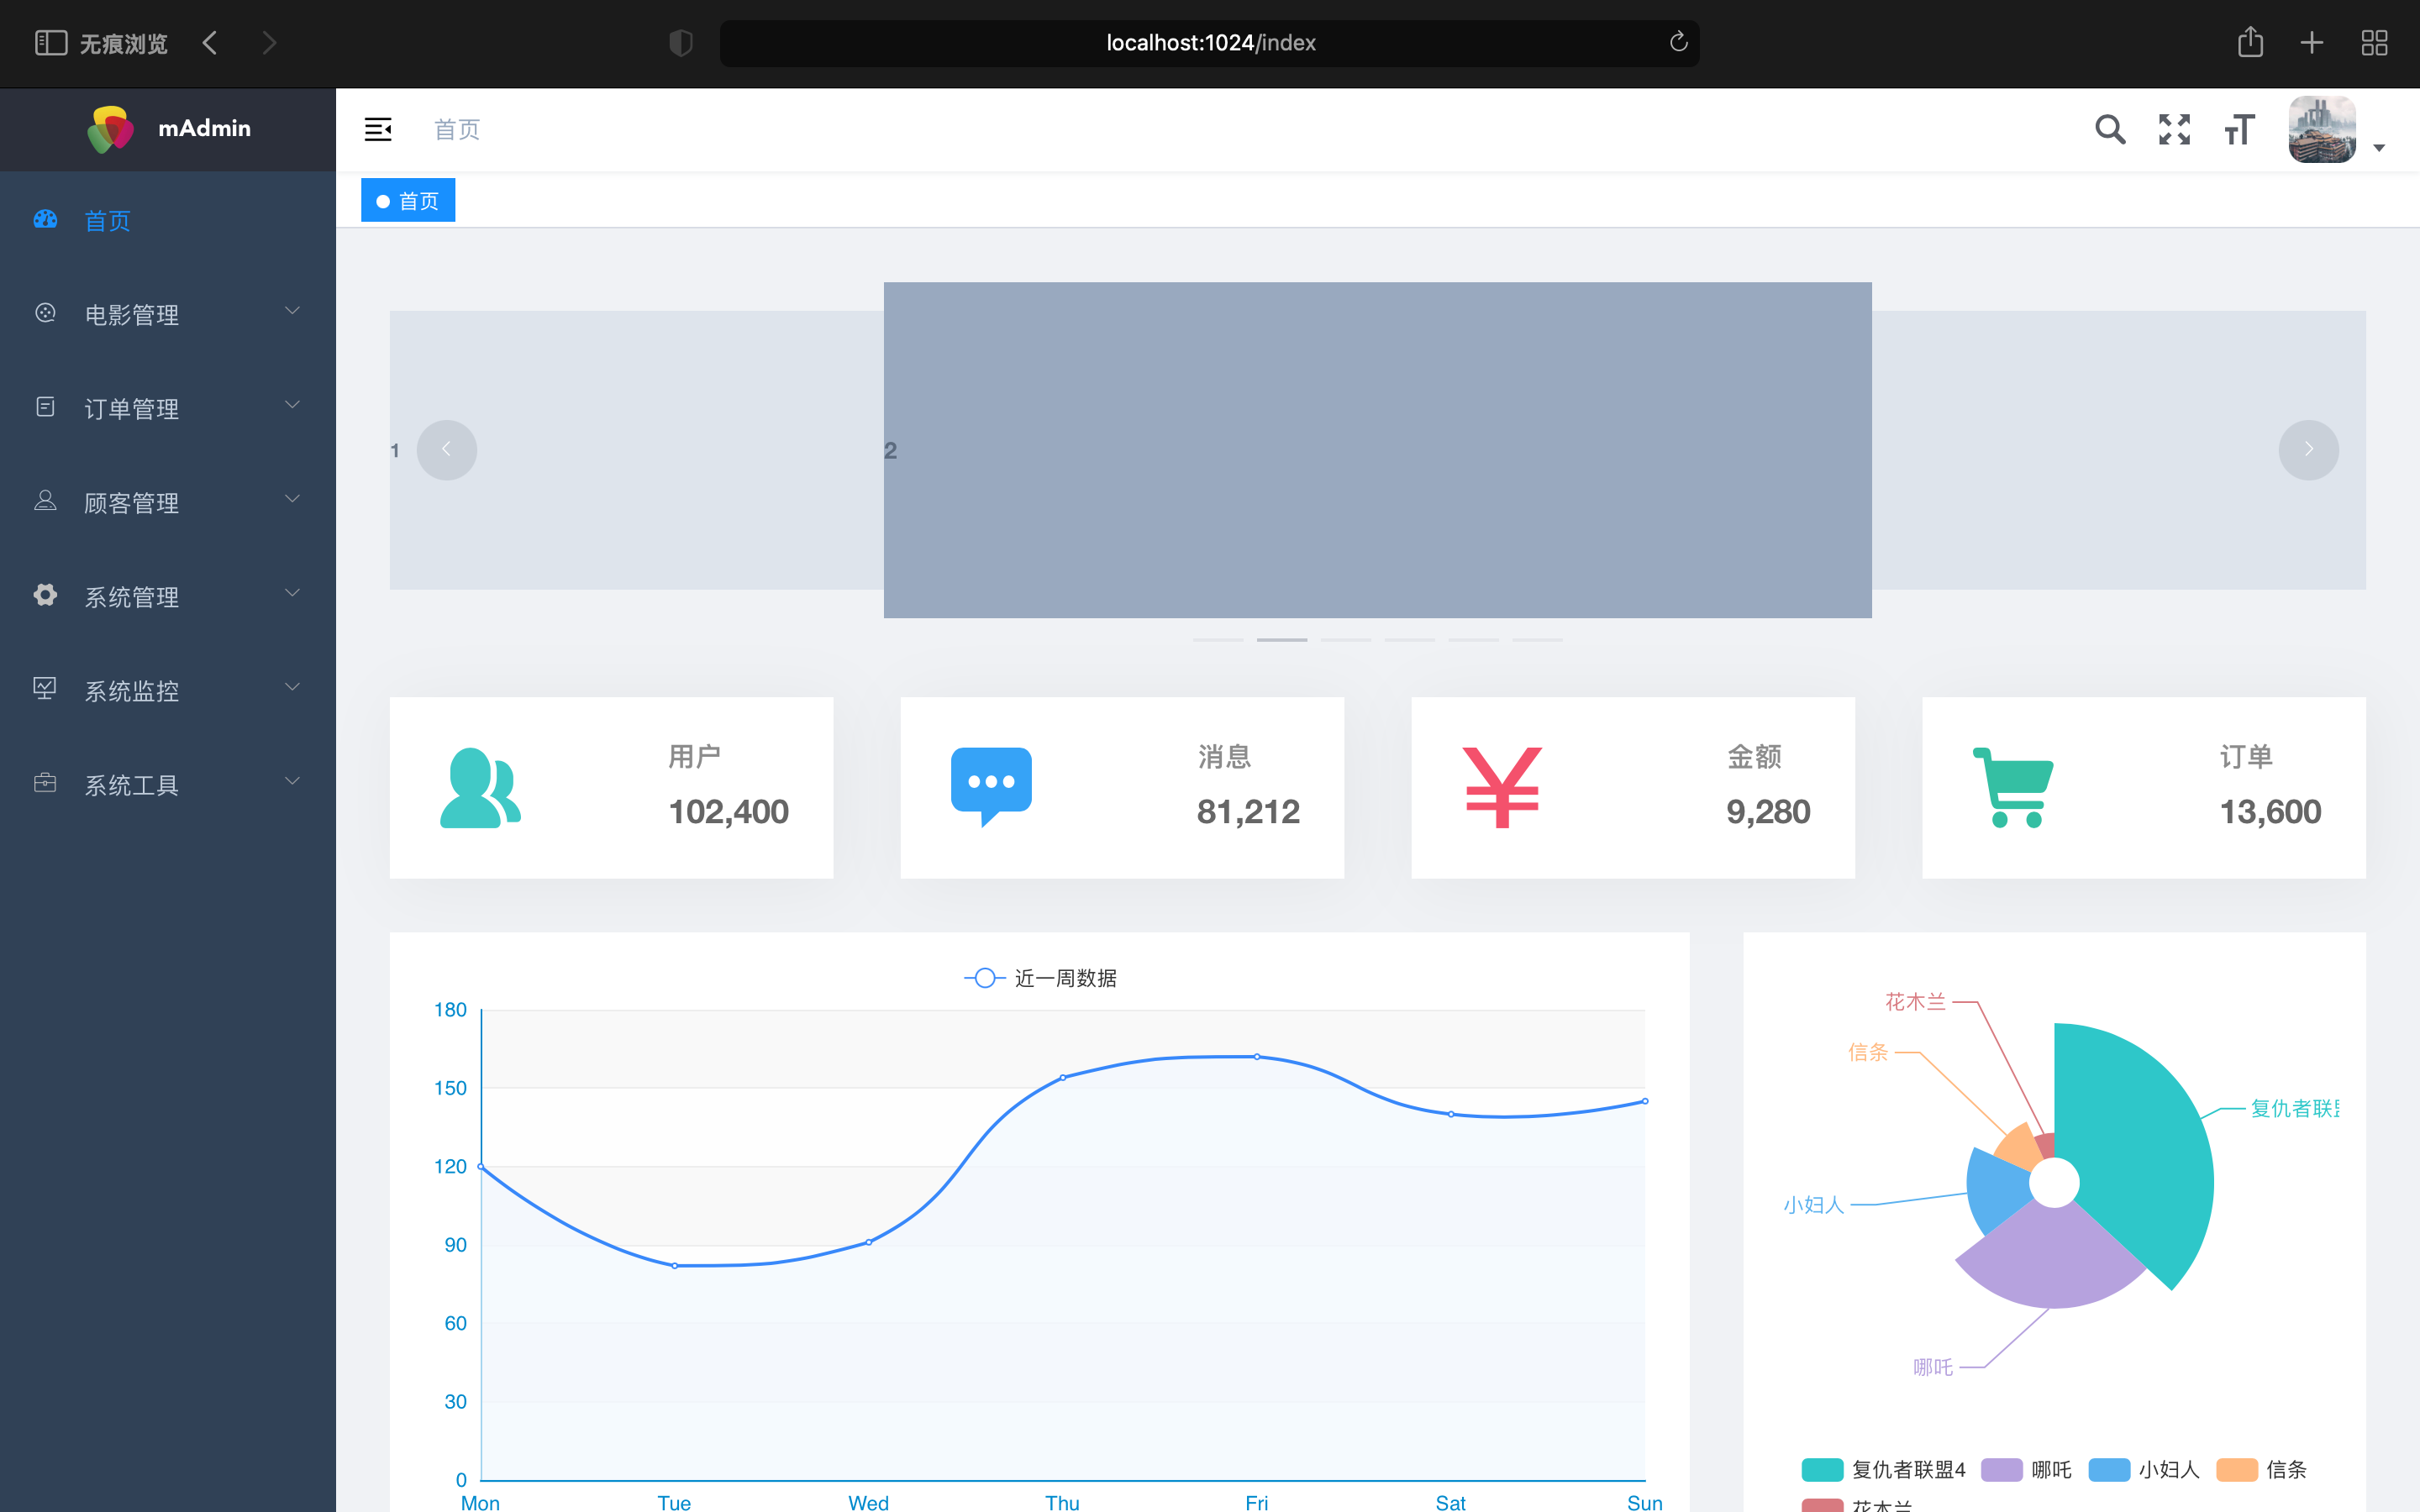 无痕浏览
localhost:1024/index
mAdmin
首页
首页
首页
电影管理
订单管理
顾客管理
系统管理
系统监控
系统工具
1
2
用户
102,400
消息
81,212
¥
金额
9,280
订单
13,600
近一周数据
180
150
120
90
60
30
0
Mon Tue Wed Thu Fri Sat Sun
花木兰
信条
复仇者联
小妇人
哪吒
复仇者联盟4 哪吒 小妇人 信条
花木兰